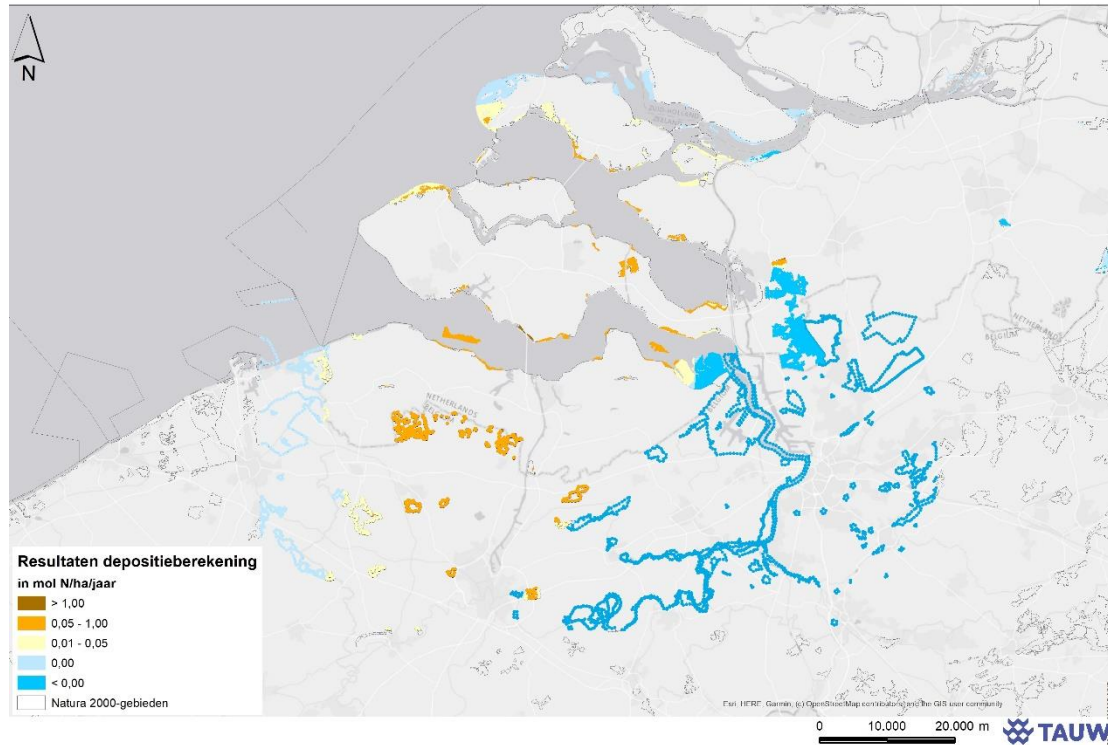 N
NETHERLANDS
BELGIUM
NETHERLANDS
Resultaten depositieberekening
in mol N/ha/jaar
> 1,00
0,05 - 1,00
0,01 - 0,05
0,00
< 0,00
Natura 2000-gebieden
Esri, HERE, Garmin, (c) OpenStreetMap contributors, and the GIS user community
0 10.000 20.000 m
TAUW